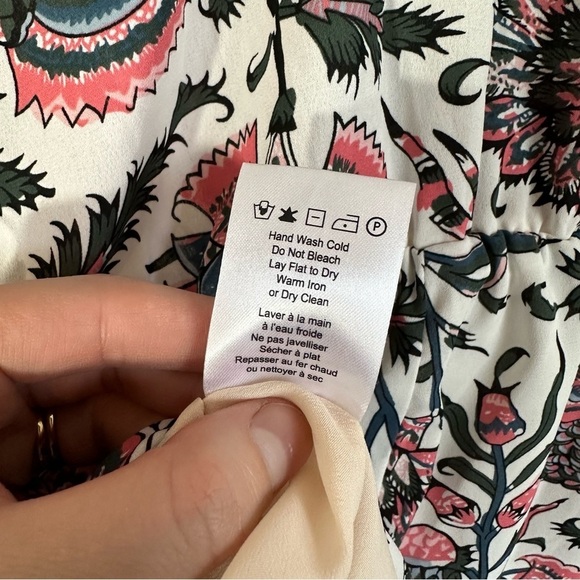 P
Hand Wash Cold
Do Not Bleach
Lay Flat to Dry
Warm Iron
or Dry Clean
Laver à la main
à l'eau froide
Ne pas javelliser
Sécher à plat
Repasser au fer chaud
ou nettoyer à sec